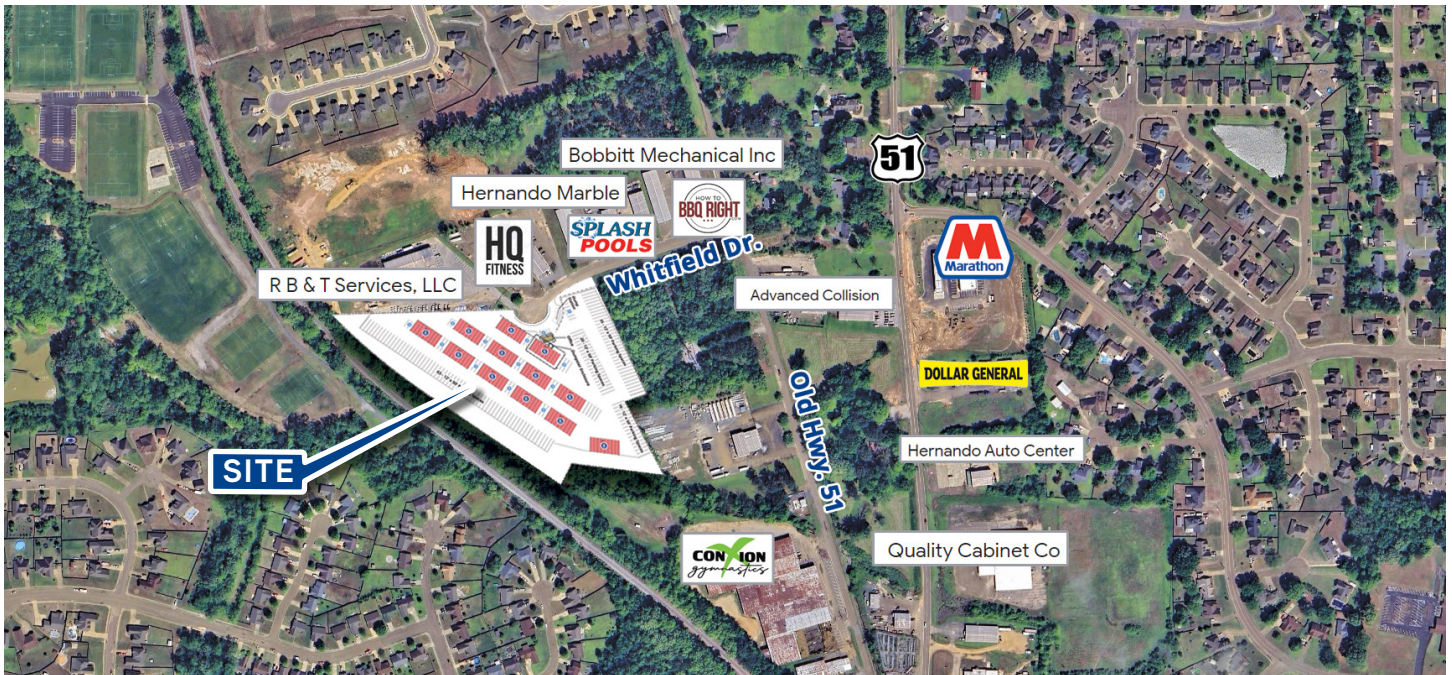 Bobbitt Mechanical Inc
51
Hernando Marble
HOW TO
BBQ RIGHT
HQ
FITNESS
SPLASH
POOLS
M
Marathon
Whitfield Dr.
R B & T Services, LLC
Advanced Collision
DOLLAR GENERAL
Old Hwy. 51
SITE
Hernando Auto Center
CONXION
gymnastics
Quality Cabinet Co